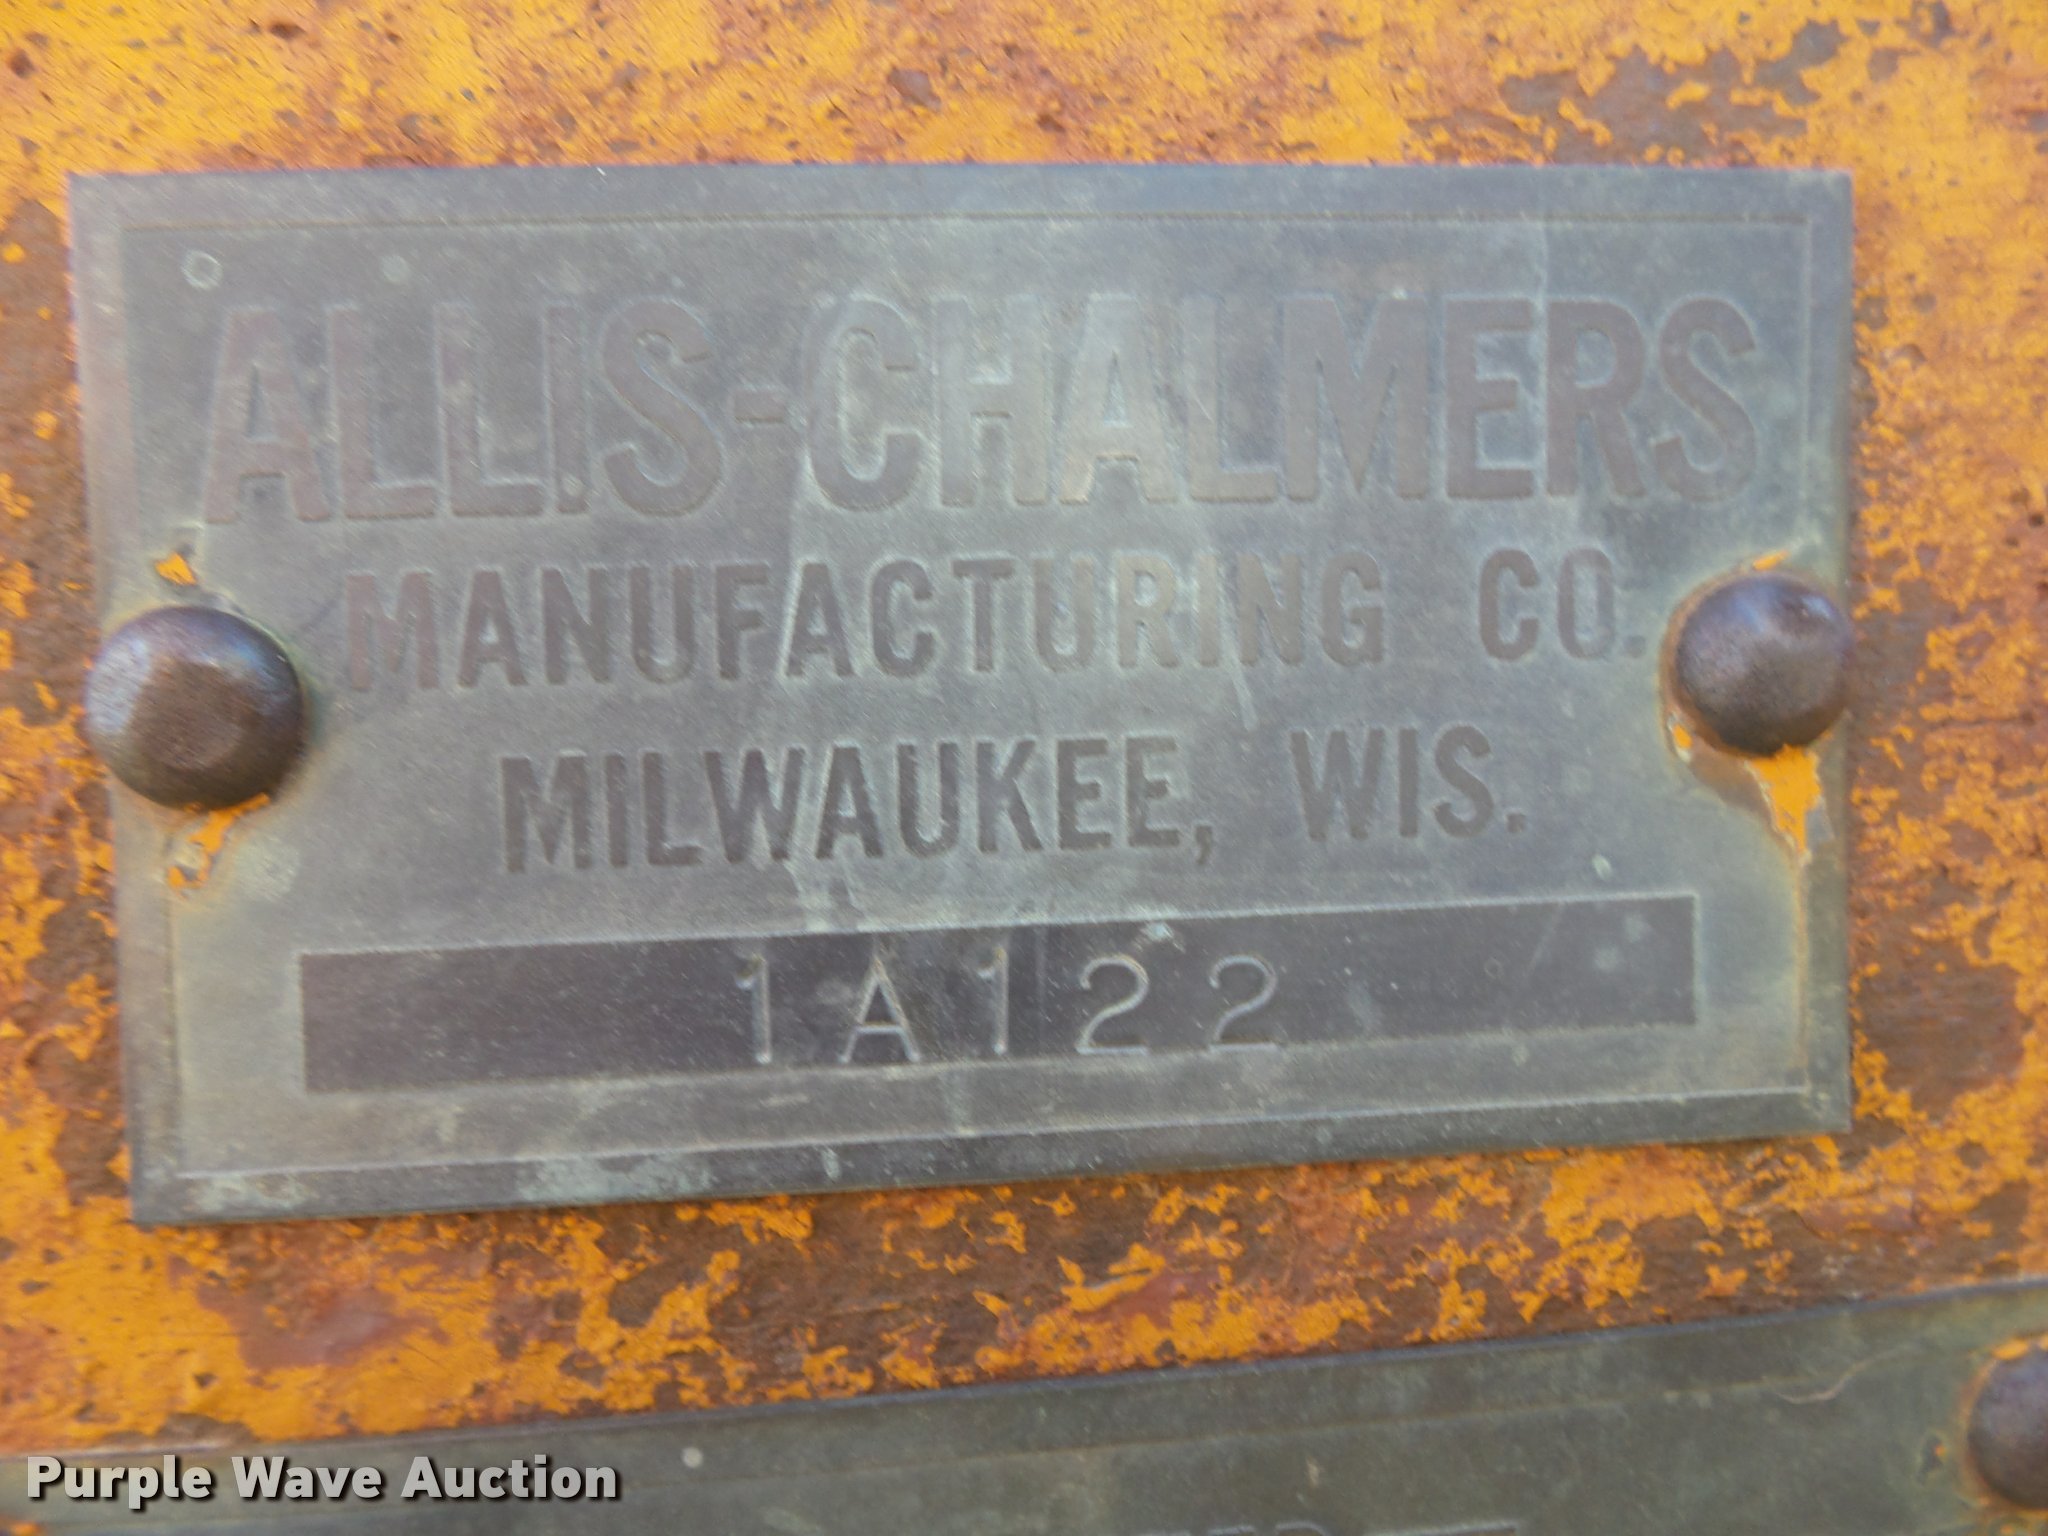 ALLIS-CHALMERS
MANUFACTURING CO.
MILWAUKEE, WIS.
1A122
Purple Wave Auction